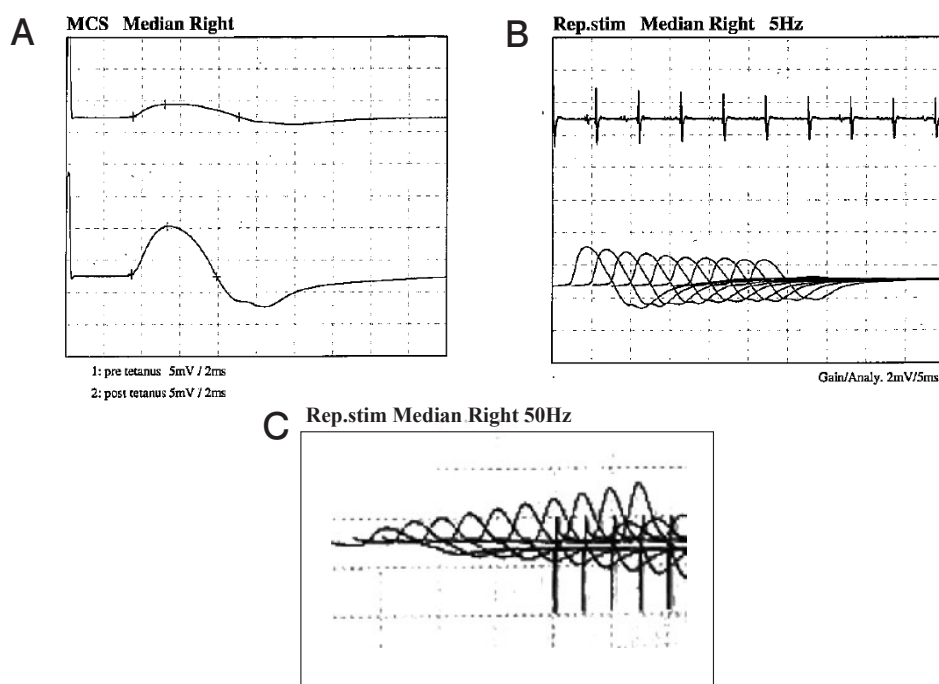 A
MCS Median Right
1: pre tetanus 5mV / 2ms
2: post tetanus 5mV / 2ms
B
Rep.stim Median Right 5Hz
Gain/Analy. 2mV/5ms
C
Rep.stim Median Right 50Hz